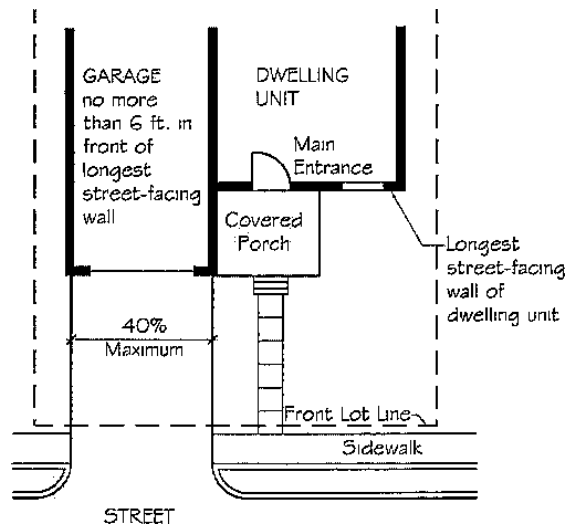 GARAGE
no more
than 6 ft. in
front of
longest
street-facing
wall
DWELLING
UNIT
Main
Entrance
Covered
Porch
Longest
street-facing
wall of
dwelling unit
40%
Maximum
Front Lot Line
Sidewalk
STREET